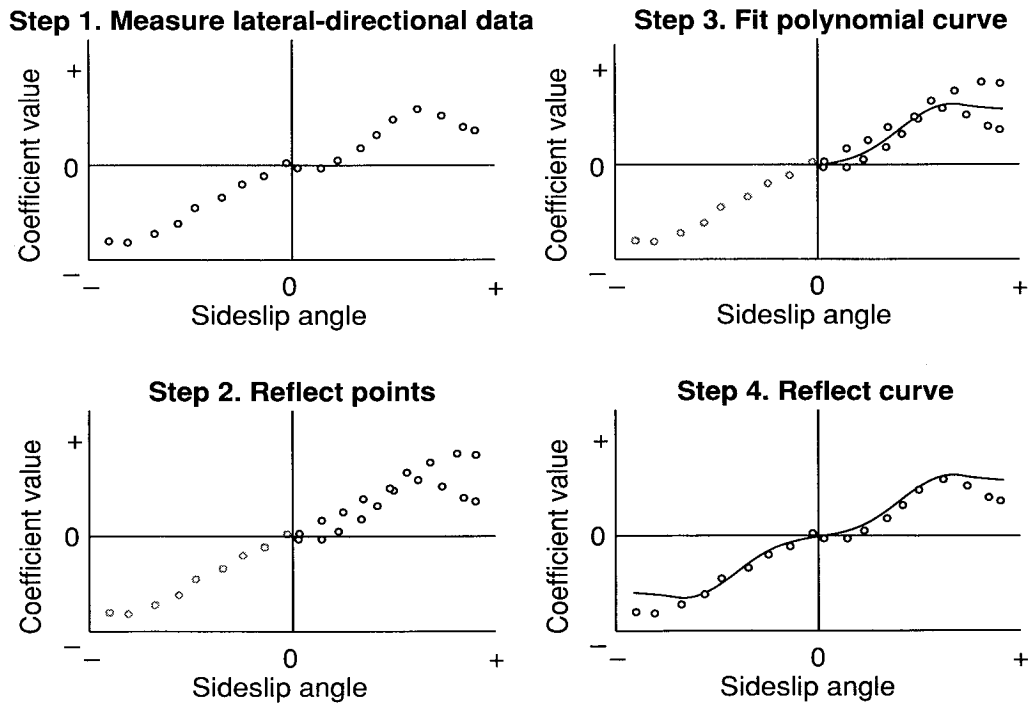 Step 1. Measure lateral-directional data
+
Coefficient value
0
−
−
0
+
Sideslip angle
Step 3. Fit polynomial curve
+
Coefficient value
0
−
−
0
+
Sideslip angle
Step 2. Reflect points
+
Coefficient value
0
−
−
0
+
Sideslip angle
Step 4. Reflect curve
+
Coefficient value
0
−
−
0
+
Sideslip angle